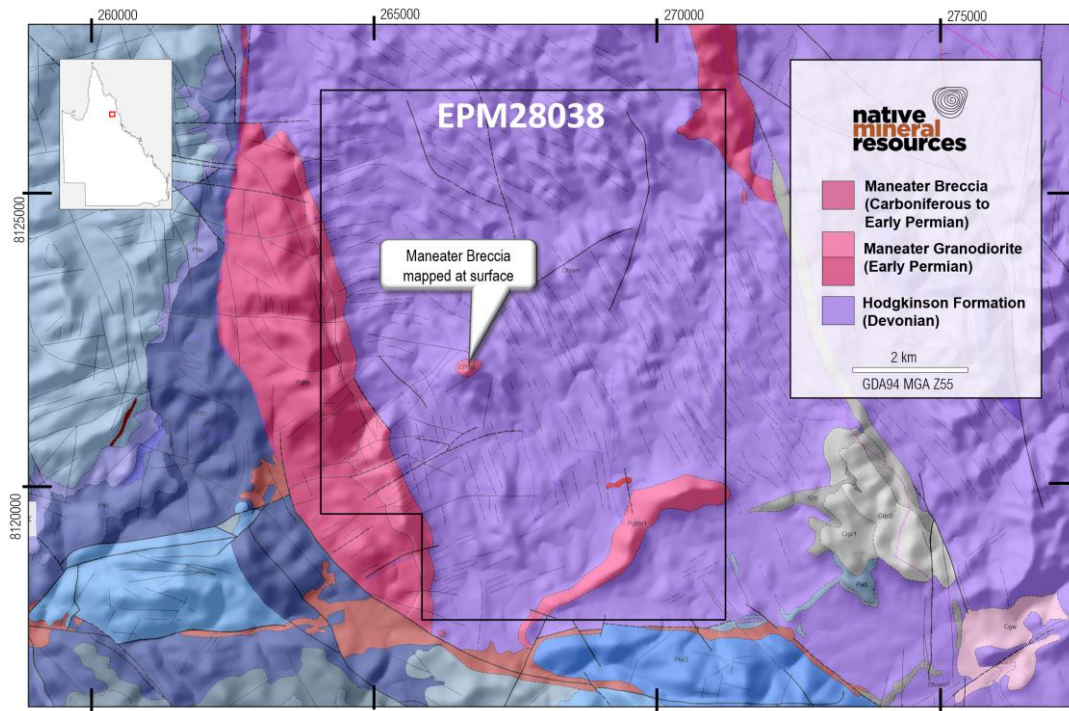 260000
265000
270000
275000
EPM28038
native
mineral
resources
Maneater Breccia
(Carboniferous to
Early Permian)
Maneater Granodiorite
(Early Permian)
Hodgkinson Formation
(Devonian)
2 km
GDA94 MGA Z55
8125000
Maneater Breccia
mapped at surface
8120000